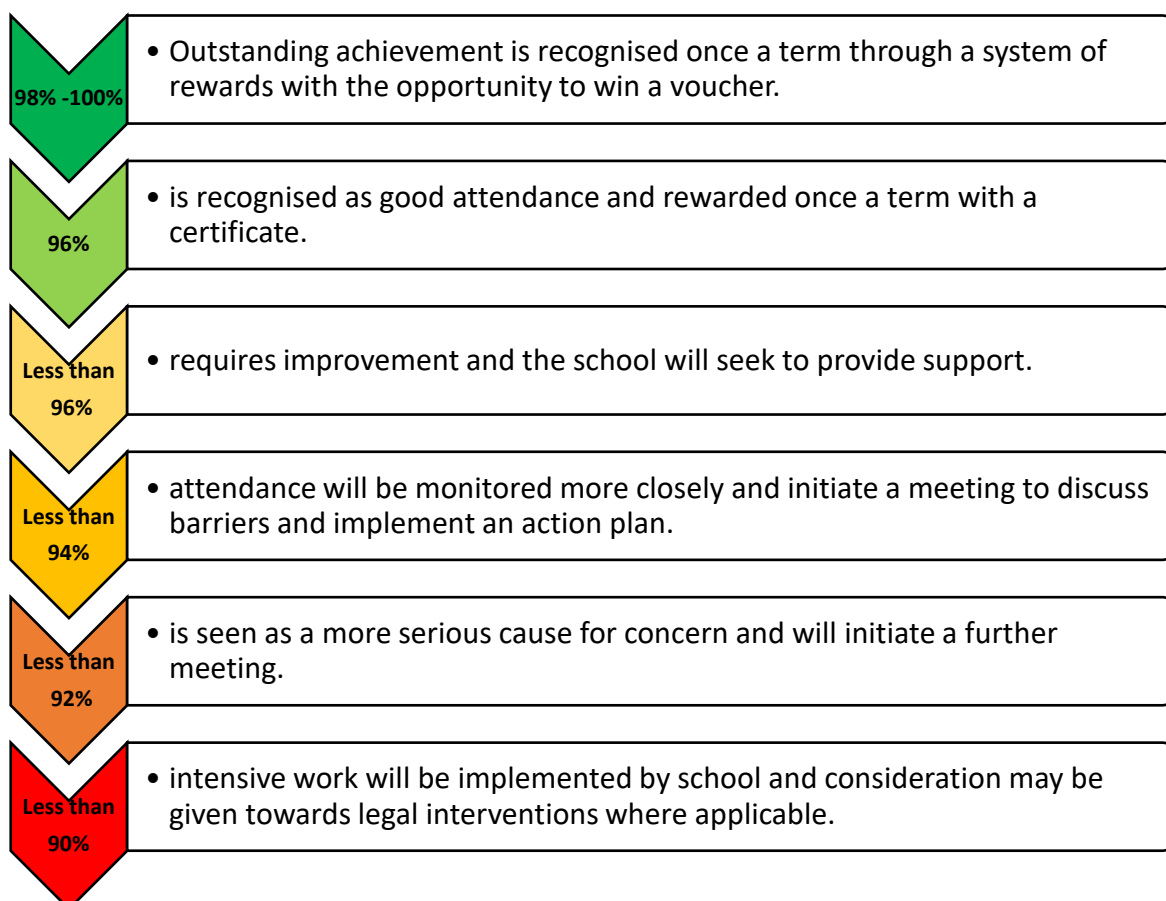 98% -100%
• Outstanding achievement is recognised once a term through a system of
rewards with the opportunity to win a voucher.
96%
• is recognised as good attendance and rewarded once a term with a
certificate.
Less than
96%
• requires improvement and the school will seek to provide support.
Less than
94%
• attendance will be monitored more closely and initiate a meeting to discuss
barriers and implement an action plan.
Less than
92%
• is seen as a more serious cause for concern and will initiate a further
meeting.
Less than
90%
• intensive work will be implemented by school and consideration may be
given towards legal interventions where applicable.